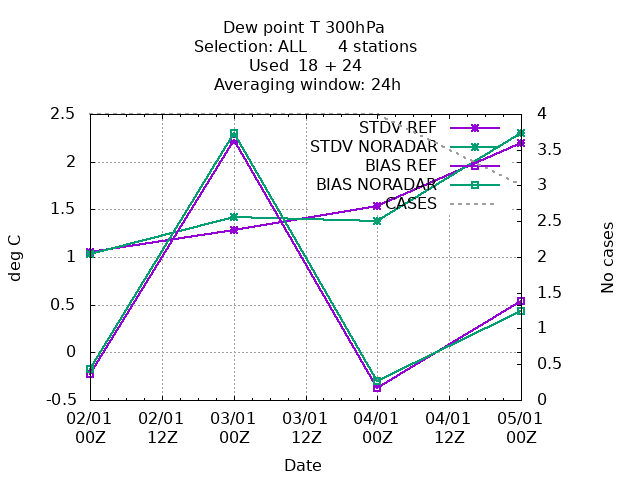 Dew point T 300hPa
Selection: ALL 4 stations
Used 18 + 24
Averaging window: 24h
2.5
2
1.5
1
0.5
0
-0.5
deg C
4
3.5
3
2.5
2
1.5
1
0.5
0
No cases
STDV REF
STDV NORADAR
BIAS REF
BIAS NORADAR
CASES
02/01 02/01 03/01 03/01 04/01 04/01 05/01
00Z 12Z 00Z 12Z 00Z 12Z 00Z
Date